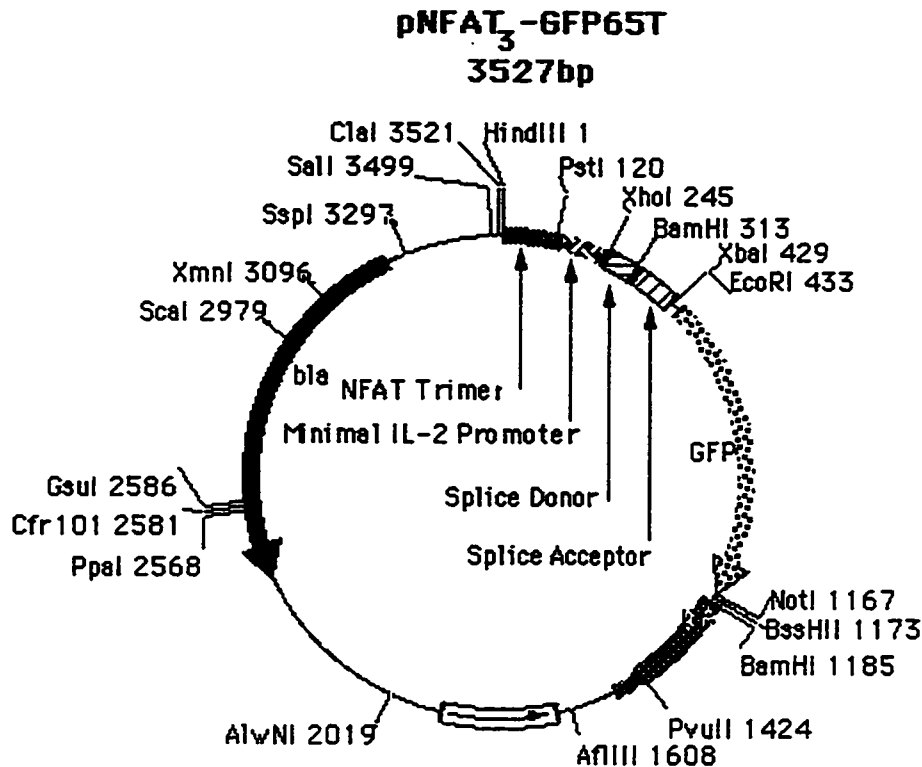 pNFAT3-GFP65T
3527bp
ClaI 3521
HindIII 1
SalI 3499
PstI 120
XhoI 245
SspI 3297
BamHI 313
XbaI 429
EcoRI 433
XmnI 3096
ScaI 2979
bla
NFAT Trimer
Minimal IL-2 Promoter
GFP
GsuI 2586
Splice Donor
Cfr101 2581
Splice Acceptor
PpaI 2568
NotI 1167
BssHII 1173
BamHI 1185
PvuII 1424
AlwNI 2019
AflIII 1608